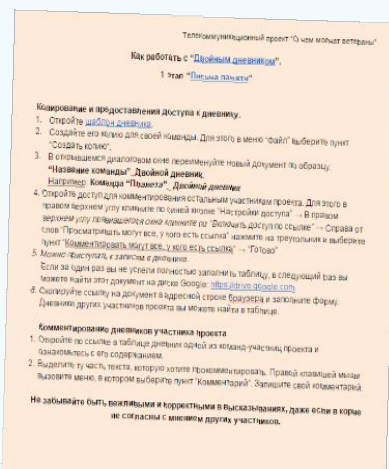 Телекоммуникационный проект "О чем молчат ветераны"
Как работать с "Двойным дневником".
1 этап "Письма памяти"
Копирование и предоставления доступа к дневнику.
1. Откройте шаблон дневника.
2. Создайте его копию для своей команды. Для этого в меню "файл" выберите пункт
"Создать копию".
3. В открывшемся диалоговом окне переименуйте новый документ по образцу:
"Название команды"_Двойной дневник.
Например: Команда "Планета"_ Двойной дневник
4. Откройте доступ для комментирования остальным участникам проекта. Для этого в
правом верхнем углу кликните по синей кнопке "Настройки доступа" → В правом
верхнем углу появившегося окна кликните по "Включить доступ по ссылке" → Справа от
слов "Просматривать могут все, у кого есть ссылка" нажмите на треугольник и выберите
пункт "Комментировать могут все, у кого есть ссылка" → "Готово"
5. Можно приступать к записям в дневнике.
Если за один раз вы не успели полностью заполнить таблицу, в следующий раз вы
можете найти этот документ на диске Google: https://drive.google.com
6. Скопируйте ссылку на документ в адресной строке браузера и заполните форму.
Дневники других участников проекта вы можете найти в таблице.
Комментирование дневников участника проекта
1. Откройте по ссылке в таблице дневник одной из команд-участниц проекта и
ознакомьтесь с его содержанием.
2. Выделите ту часть текста, которую хотите прокомментировать. Правой клавишей мыши
вызовите меню, в котором выберите пункт "Комментарий". Запишите свой комментарий.
Не забывайте быть вежливыми и корректными в высказываниях, даже если в корне
не согласны с мнением других участников.